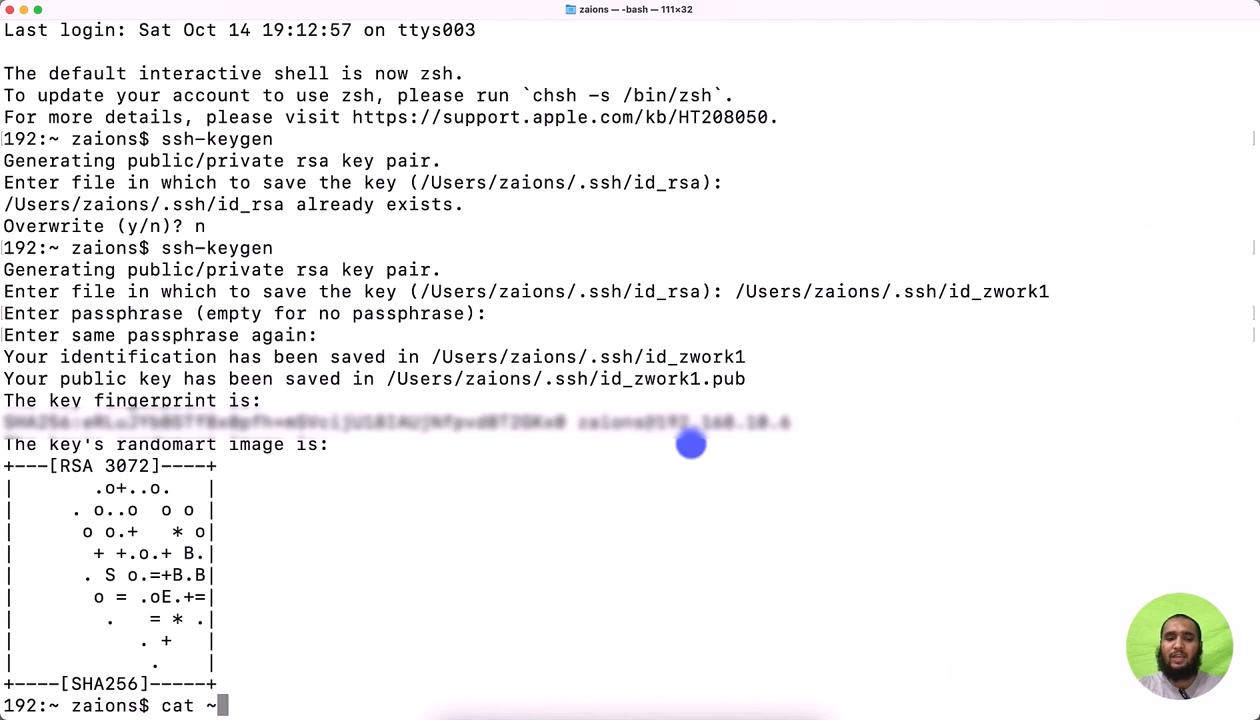 zaions — -bash — 111×32
Last login: Sat Oct 14 19:12:57 on ttys003
The default interactive shell is now zsh.
To update your account to use zsh, please run `chsh -s /bin/zsh`.
For more details, please visit https://support.apple.com/kb/HT208050.
192:~ zaions$ ssh-keygen
Generating public/private rsa key pair.
Enter file in which to save the key (/Users/zaions/.ssh/id_rsa):
/Users/zaions/.ssh/id_rsa already exists.
Overwrite (y/n)? n
192:~ zaions$ ssh-keygen
Generating public/private rsa key pair.
Enter file in which to save the key (/Users/zaions/.ssh/id_rsa): /Users/zaions/.ssh/id_zwork1
Enter passphrase (empty for no passphrase):
Enter same passphrase again:
Your identification has been saved in /Users/zaions/.ssh/id_zwork1
Your public key has been saved in /Users/zaions/.ssh/id_zwork1.pub
The key fingerprint is:
The key's randomart image is:
+---[RSA 3072]----+
|       .o+..o.   |
|     . o..o  o o |
|      o o.+   * o|
|       + +.o.+ B.|
|      . S o.=+B.B|
|       o = .oE.+=|
|        .   = * .|
|           . +   |
|            .    |
+----[SHA256]-----+
192:~ zaions$ cat ~